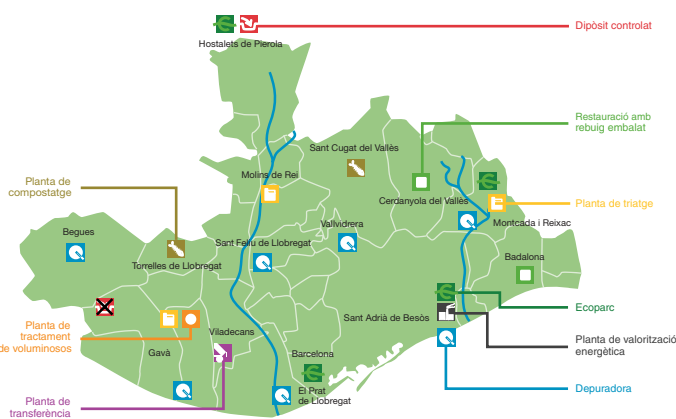 Dipòsit controlat
Hostalets de Pierola
Restauració amb
rebuig embalat
Sant Cugat del Vallès
Molins de Rei
Planta de
compostatge
Cerdanyola del Vallès
Planta de triatge
Montcada i Reixac
Vallvidrera
Begues
Sant Feliu de Llobregat
Torrelles de Llobregat
Badalona
Ecoparc
Sant Adrià de Besòs
Planta de
tractament
de voluminosos
Viladecans
Planta de valorització
energètica
Gavà
Barcelona
Depuradora
El Prat
de Llobregat
Planta de
transferència